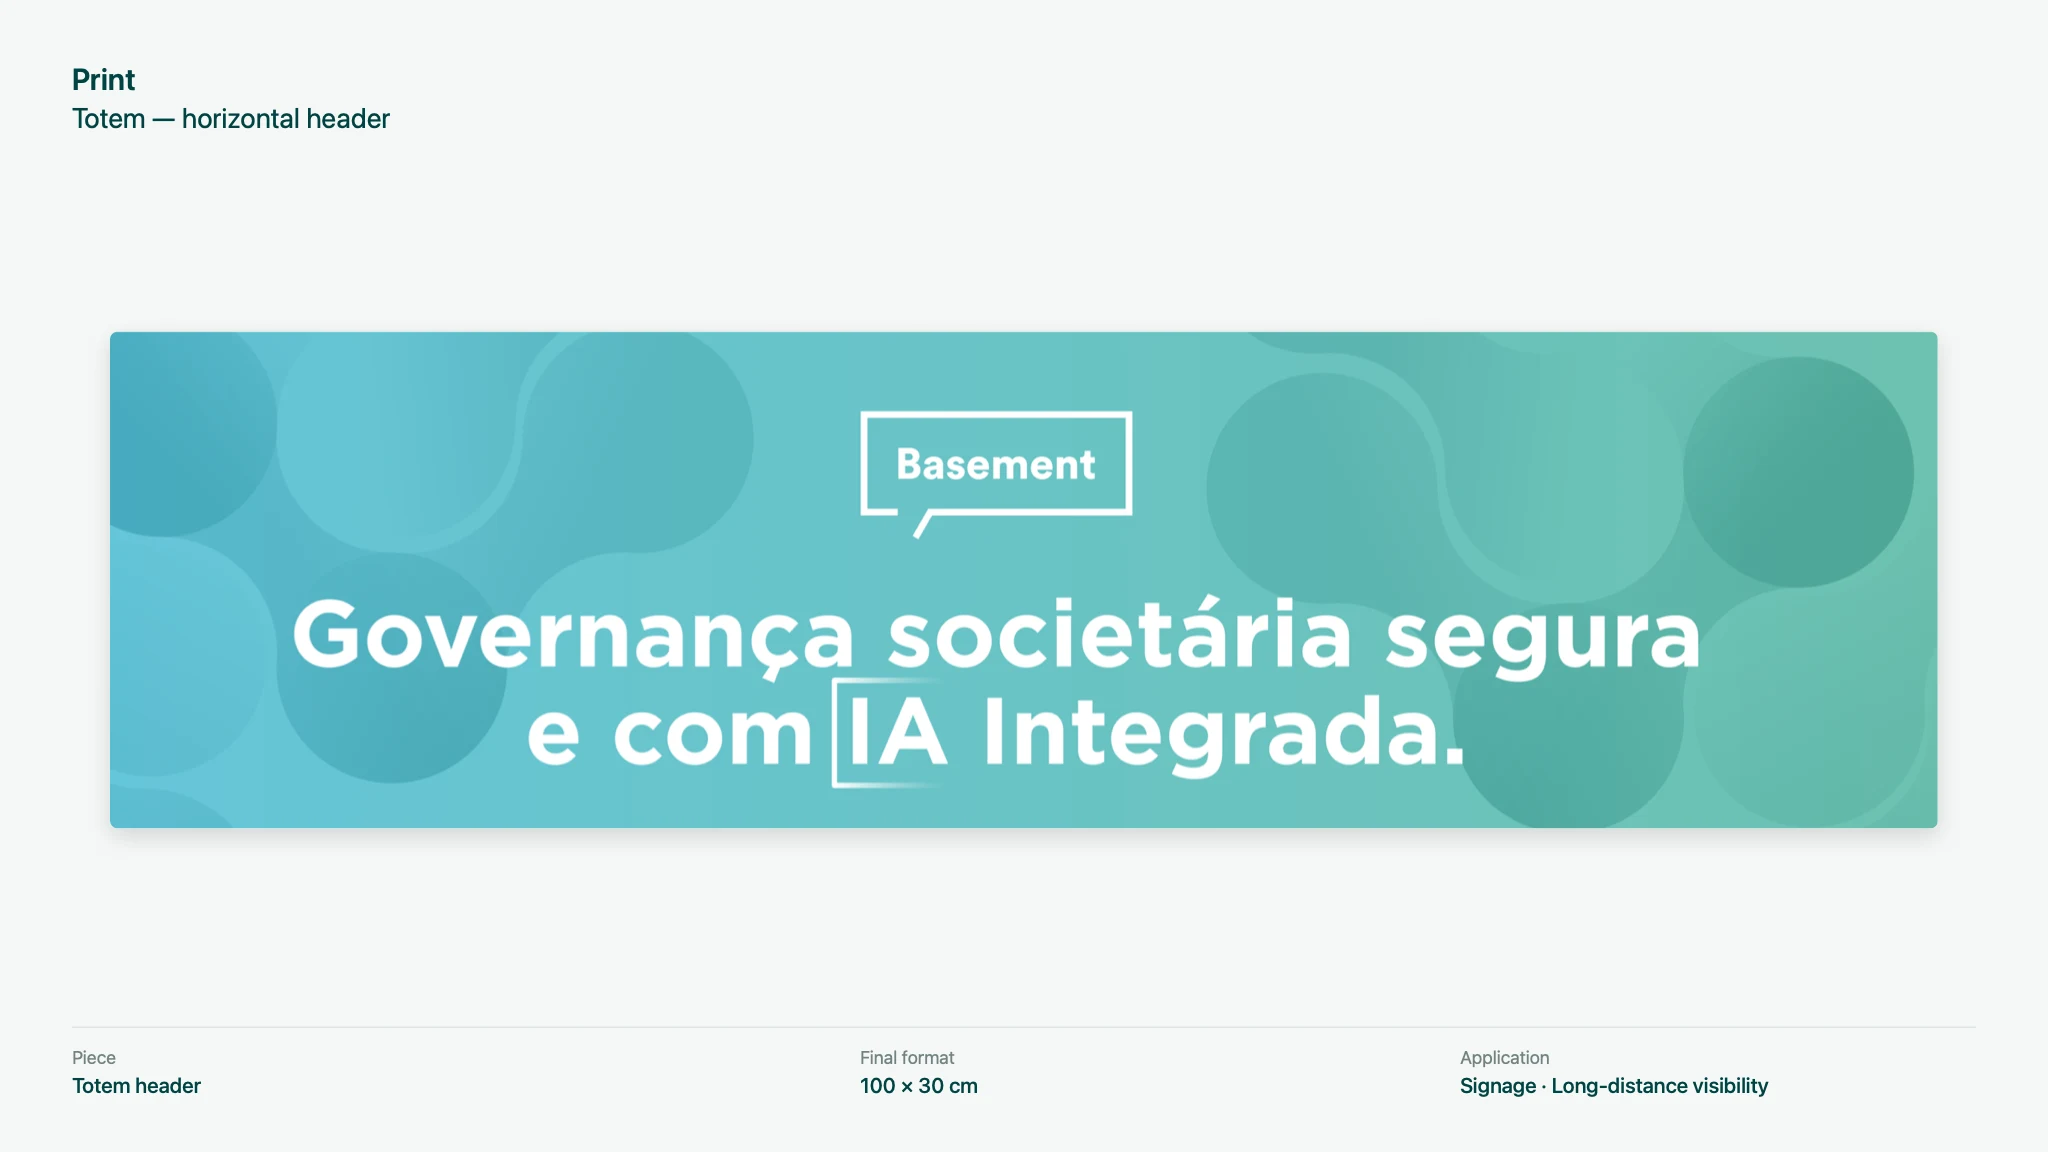 Print
Totem — horizontal header
Basement
Governança societária segura
e com IA Integrada.
Piece
Totem header
Final format
100 × 30 cm
Application
Signage · Long-distance visibility